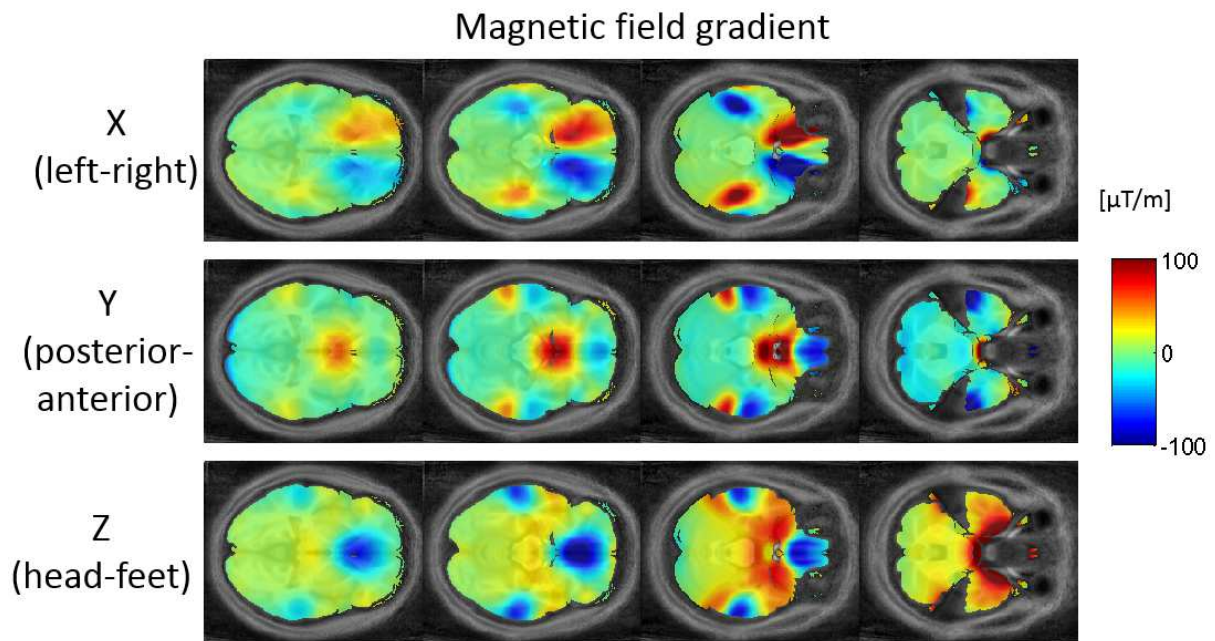 Magnetic field gradient
X
(left-right)
Y
(posterior-
anterior)
Z
(head-feet)
[µT/m]
100
0
-100